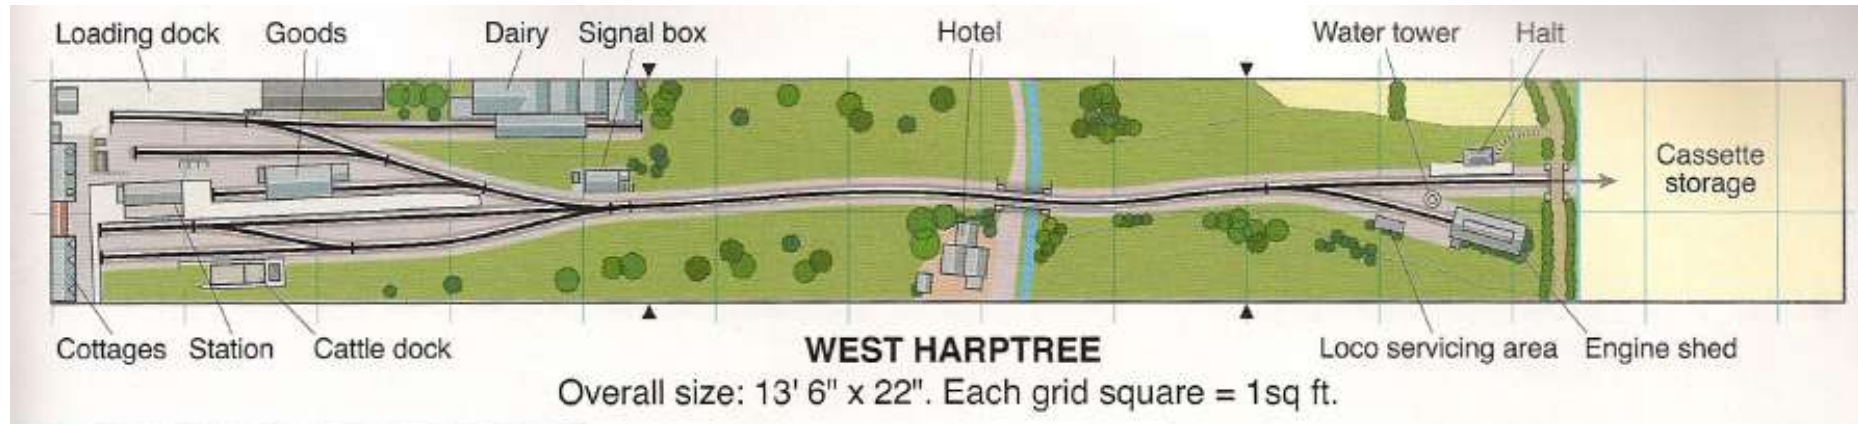 Loading dock Goods Dairy Signal box Hotel Water tower Halt
Cassette
storage
Cottages Station Cattle dock Loco servicing area Engine shed
WEST HARPTREE
Overall size: 13' 6" x 22". Each grid square = 1sq ft.